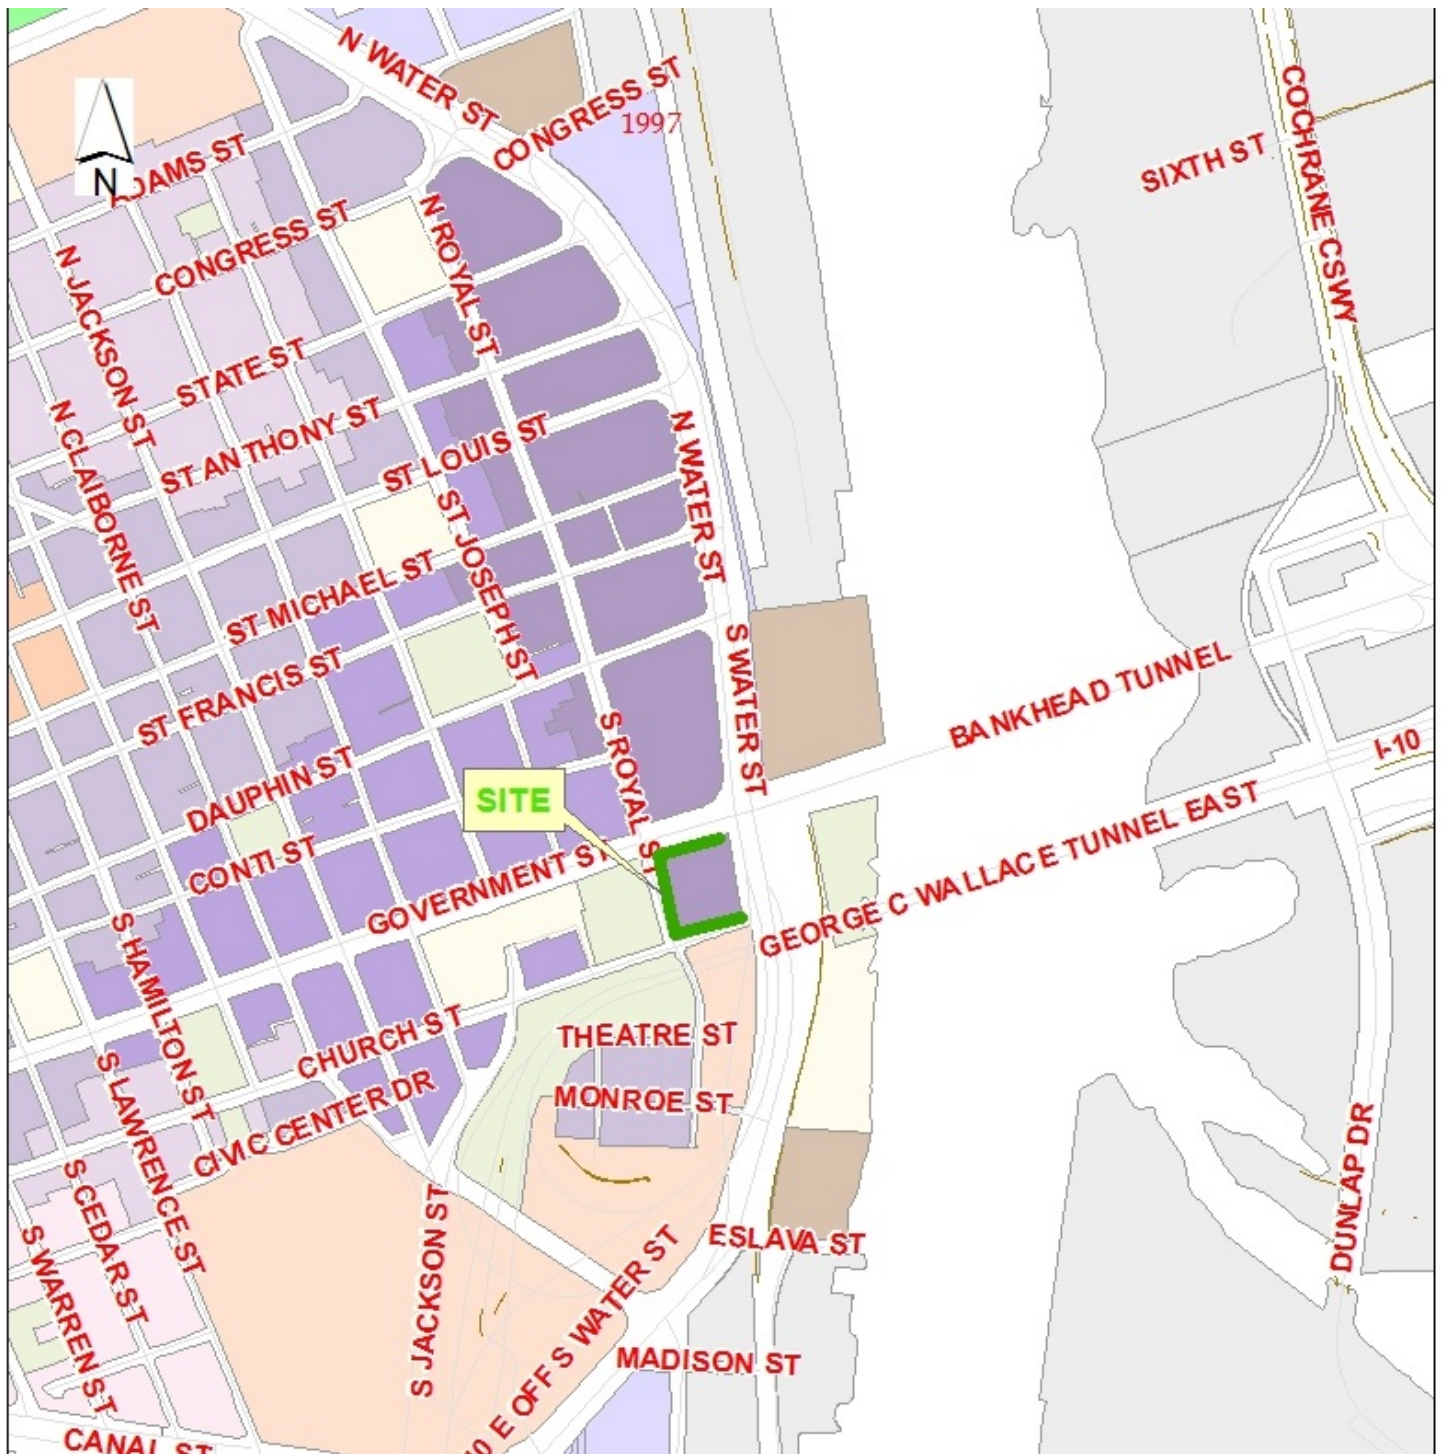 N WATER ST
CONGRESS ST
1997
COCHRANE CSWY
SIXTH ST
N
ADAMS ST
CONGRESS ST
N ROYAL ST
N JACKSON ST
STATE ST
ST ANTHONY ST
N CLAIBORNE ST
ST LOUIS ST
N WATER ST
ST JOSEPH ST
ST MICHAEL ST
ST FRANCIS ST
S WATER ST
BANKHEAD TUNNEL
S ROYAL ST
I-10
DAUPHIN ST
SITE
CONTI ST
GOVERNMENT ST
GEORGE C WALLACE TUNNEL EAST
S HAMILTON ST
CHURCH ST
THEATRE ST
S LAWRENCE ST
CIVIC CENTER DR
MONROE ST
DUNLAP DR
S CEDAR ST
S JACKSON ST
S WARREN ST
ESLAVA ST
0 E OFF S WATER ST
MADISON ST
CANAL ST